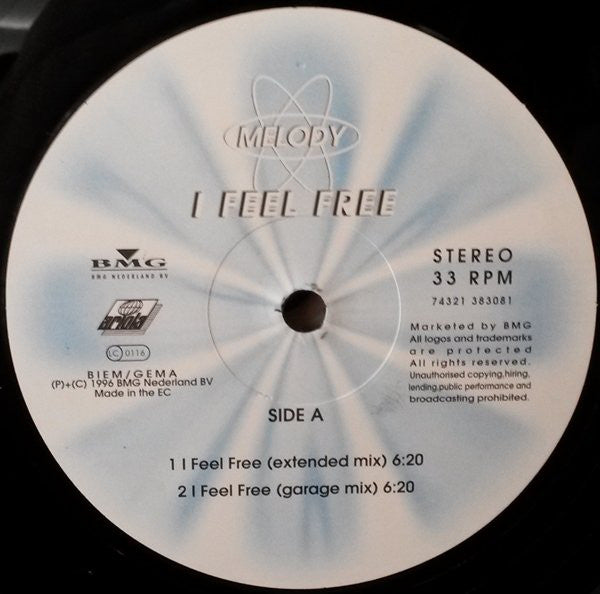 MELODY
I FEEL FREE
BMG
BMG NEDERLAND BV
ariola
LC 0116
BIEM/GEMA
(P)+(C) 1996 BMG Nederland BV
Made in the EC
STEREO
33 RPM
74321 383081
Marketed by BMG
All logos and trademarks
are protected
All rights reserved.
Unauthorised copying,hiring,
lending,public performance and
broadcasting prohibited.
SIDE A
1 I Feel Free (extended mix) 6:20
2 I Feel Free (garage mix) 6:20